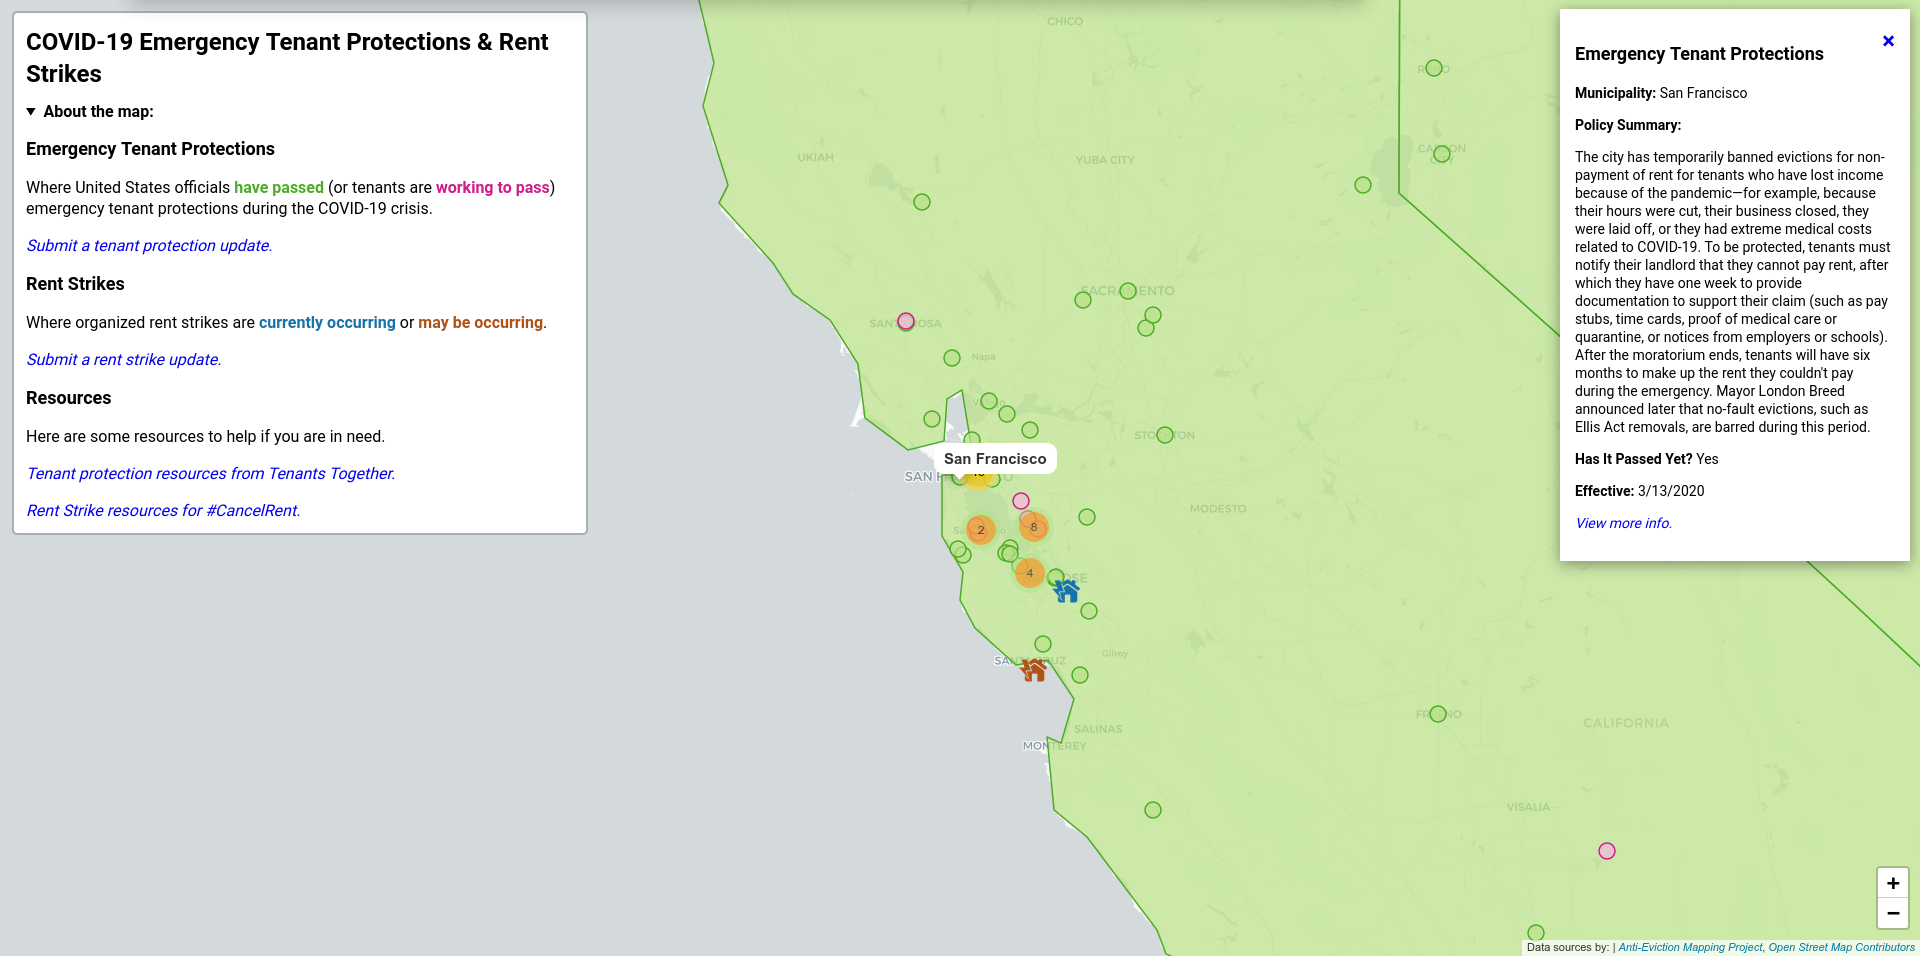 COVID-19 Emergency Tenant Protections & Rent
Strikes
▼ About the map:
Emergency Tenant Protections
Where United States officials have passed (or tenants are working to pass)
emergency tenant protections during the COVID-19 crisis.
Submit a tenant protection update.
Rent Strikes
Where organized rent strikes are currently occurring or may be occurring.
Submit a rent strike update.
Resources
Here are some resources to help if you are in need.
Tenant protection resources from Tenants Together.
Rent Strike resources for #CancelRent.
CHICO
UKIAH
YUBA CITY
CARSON
CITY
SACRAMENTO
SANTA ROSA
Napa
STOCKTON
San Francisco
MODESTO
2
8
4
Gilroy
SANTA CRUZ
SALINAS
MONTEREY
FRESNO
CALIFORNIA
VISALIA
×
Emergency Tenant Protections
Municipality: San Francisco
Policy Summary:
The city has temporarily banned evictions for non-
payment of rent for tenants who have lost income
because of the pandemic—for example, because
their hours were cut, their business closed, they
were laid off, or they had extreme medical costs
related to COVID-19. To be protected, tenants must
notify their landlord that they cannot pay rent, after
which they have one week to provide
documentation to support their claim (such as pay
stubs, time cards, proof of medical care or
quarantine, or notices from employers or schools).
After the moratorium ends, tenants will have six
months to make up the rent they couldn't pay
during the emergency. Mayor London Breed
announced later that no-fault evictions, such as
Ellis Act removals, are barred during this period.
Has It Passed Yet? Yes
Effective: 3/13/2020
View more info.
+
−
Data sources by: | Anti-Eviction Mapping Project, Open Street Map Contributors